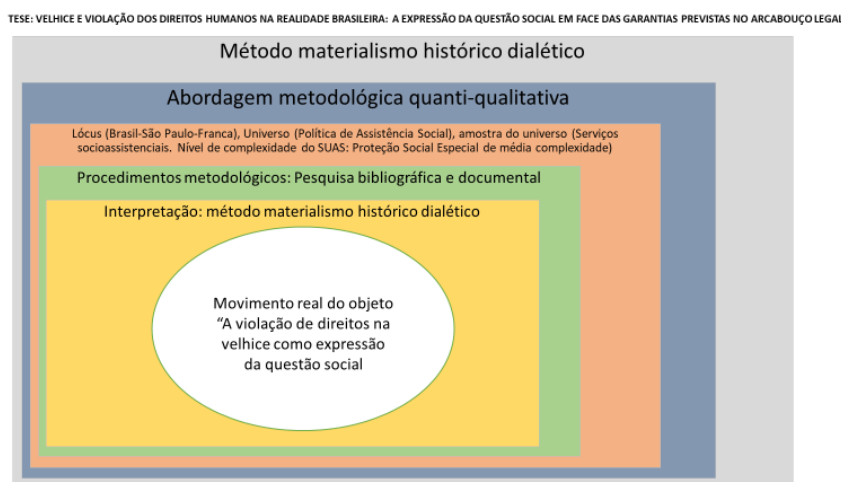 TESE: VELHICE E VIOLAÇÃO DOS DIREITOS HUMANOS NA REALIDADE BRASILEIRA: A EXPRESSÃO DA QUESTÃO SOCIAL EM FACE DAS GARANTIAS PREVISTAS NO ARCABOUÇO LEGAL
Método materialismo histórico dialético
Abordagem metodológica quanti-qualitativa
Lócus (Brasil-São Paulo-Franca), Universo (Política de Assistência Social), amostra do universo (Serviços
socioassistenciais. Nível de complexidade do SUAS: Proteção Social Especial de média complexidade)
Procedimentos metodológicos: Pesquisa bibliográfica e documental
Interpretação: método materialismo histórico dialético
Movimento real do objeto
“A violação de direitos na
velhice como expressão
da questão social